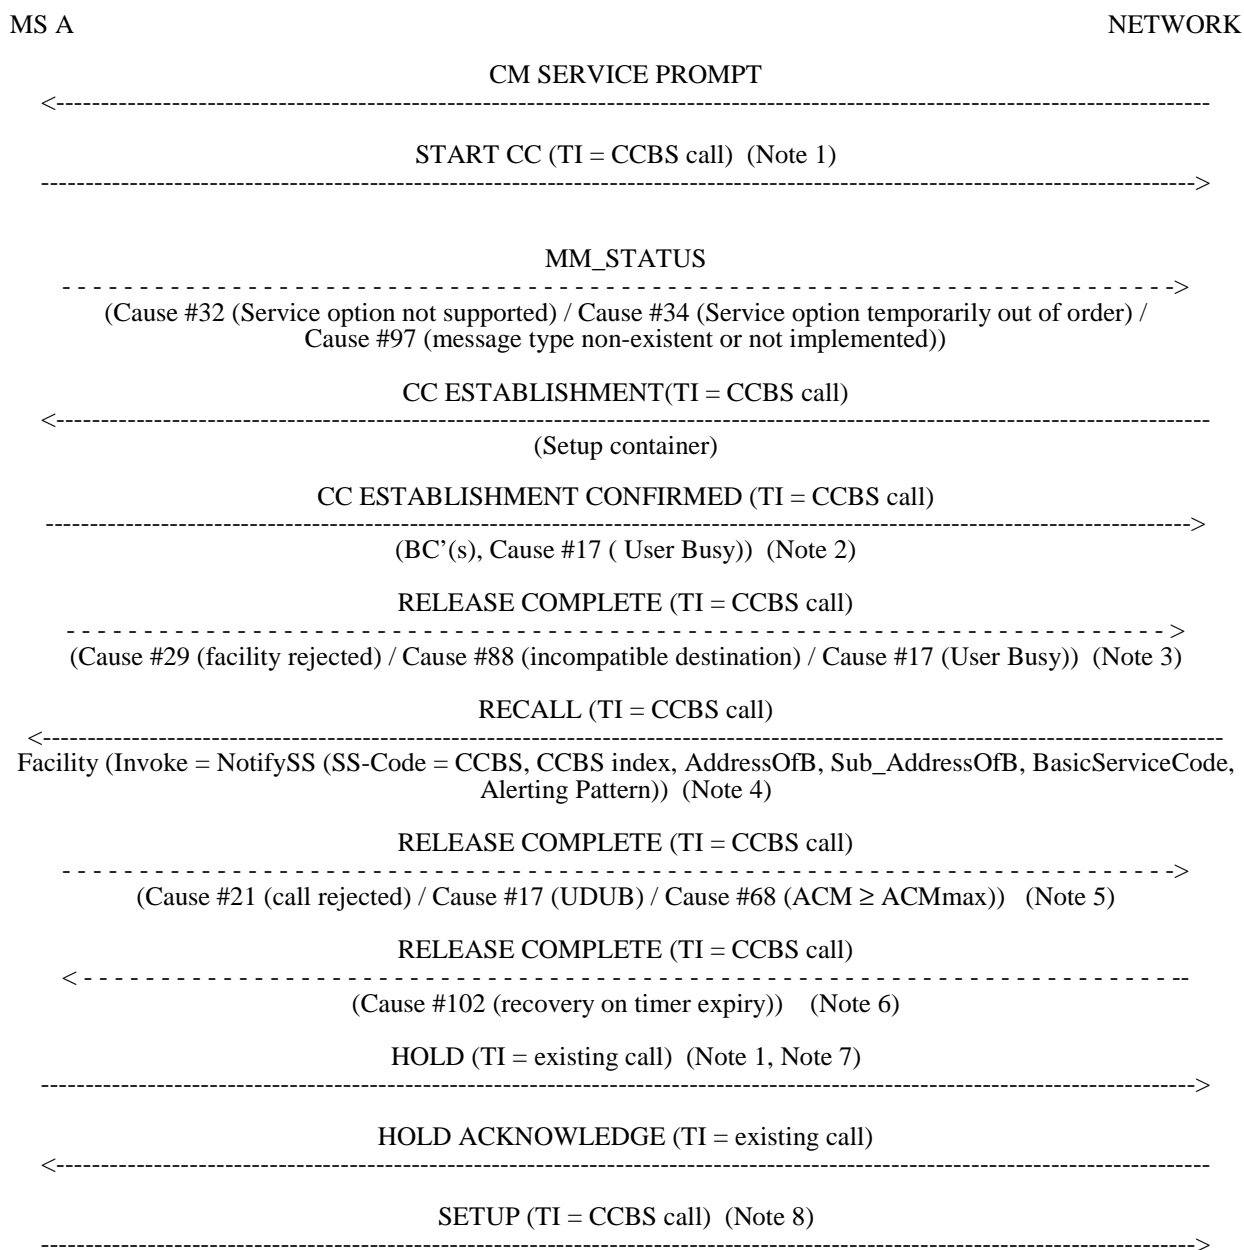 MS A NETWORK
CM SERVICE PROMPT
START CC (TI = CCBS call) (Note 1)
MM_STATUS
(Cause #32 (Service option not supported) / Cause #34 (Service option temporarily out of order) /
Cause #97 (message type non-existent or not implemented))
CC ESTABLISHMENT(TI = CCBS call)
(Setup container)
CC ESTABLISHMENT CONFIRMED (TI = CCBS call)
(BC’(s), Cause #17 ( User Busy)) (Note 2)
RELEASE COMPLETE (TI = CCBS call)
(Cause #29 (facility rejected) / Cause #88 (incompatible destination) / Cause #17 (User Busy)) (Note 3)
RECALL (TI = CCBS call)
Facility (Invoke = NotifySS (SS-Code = CCBS, CCBS index, AddressOfB, Sub_AddressOfB, BasicServiceCode,
Alerting Pattern)) (Note 4)
RELEASE COMPLETE (TI = CCBS call)
(Cause #21 (call rejected) / Cause #17 (UDUB) / Cause #68 (ACM ≥ ACMmax)) (Note 5)
RELEASE COMPLETE (TI = CCBS call)
(Cause #102 (recovery on timer expiry)) (Note 6)
HOLD (TI = existing call) (Note 1, Note 7)
HOLD ACKNOWLEDGE (TI = existing call)
SETUP (TI = CCBS call) (Note 8)